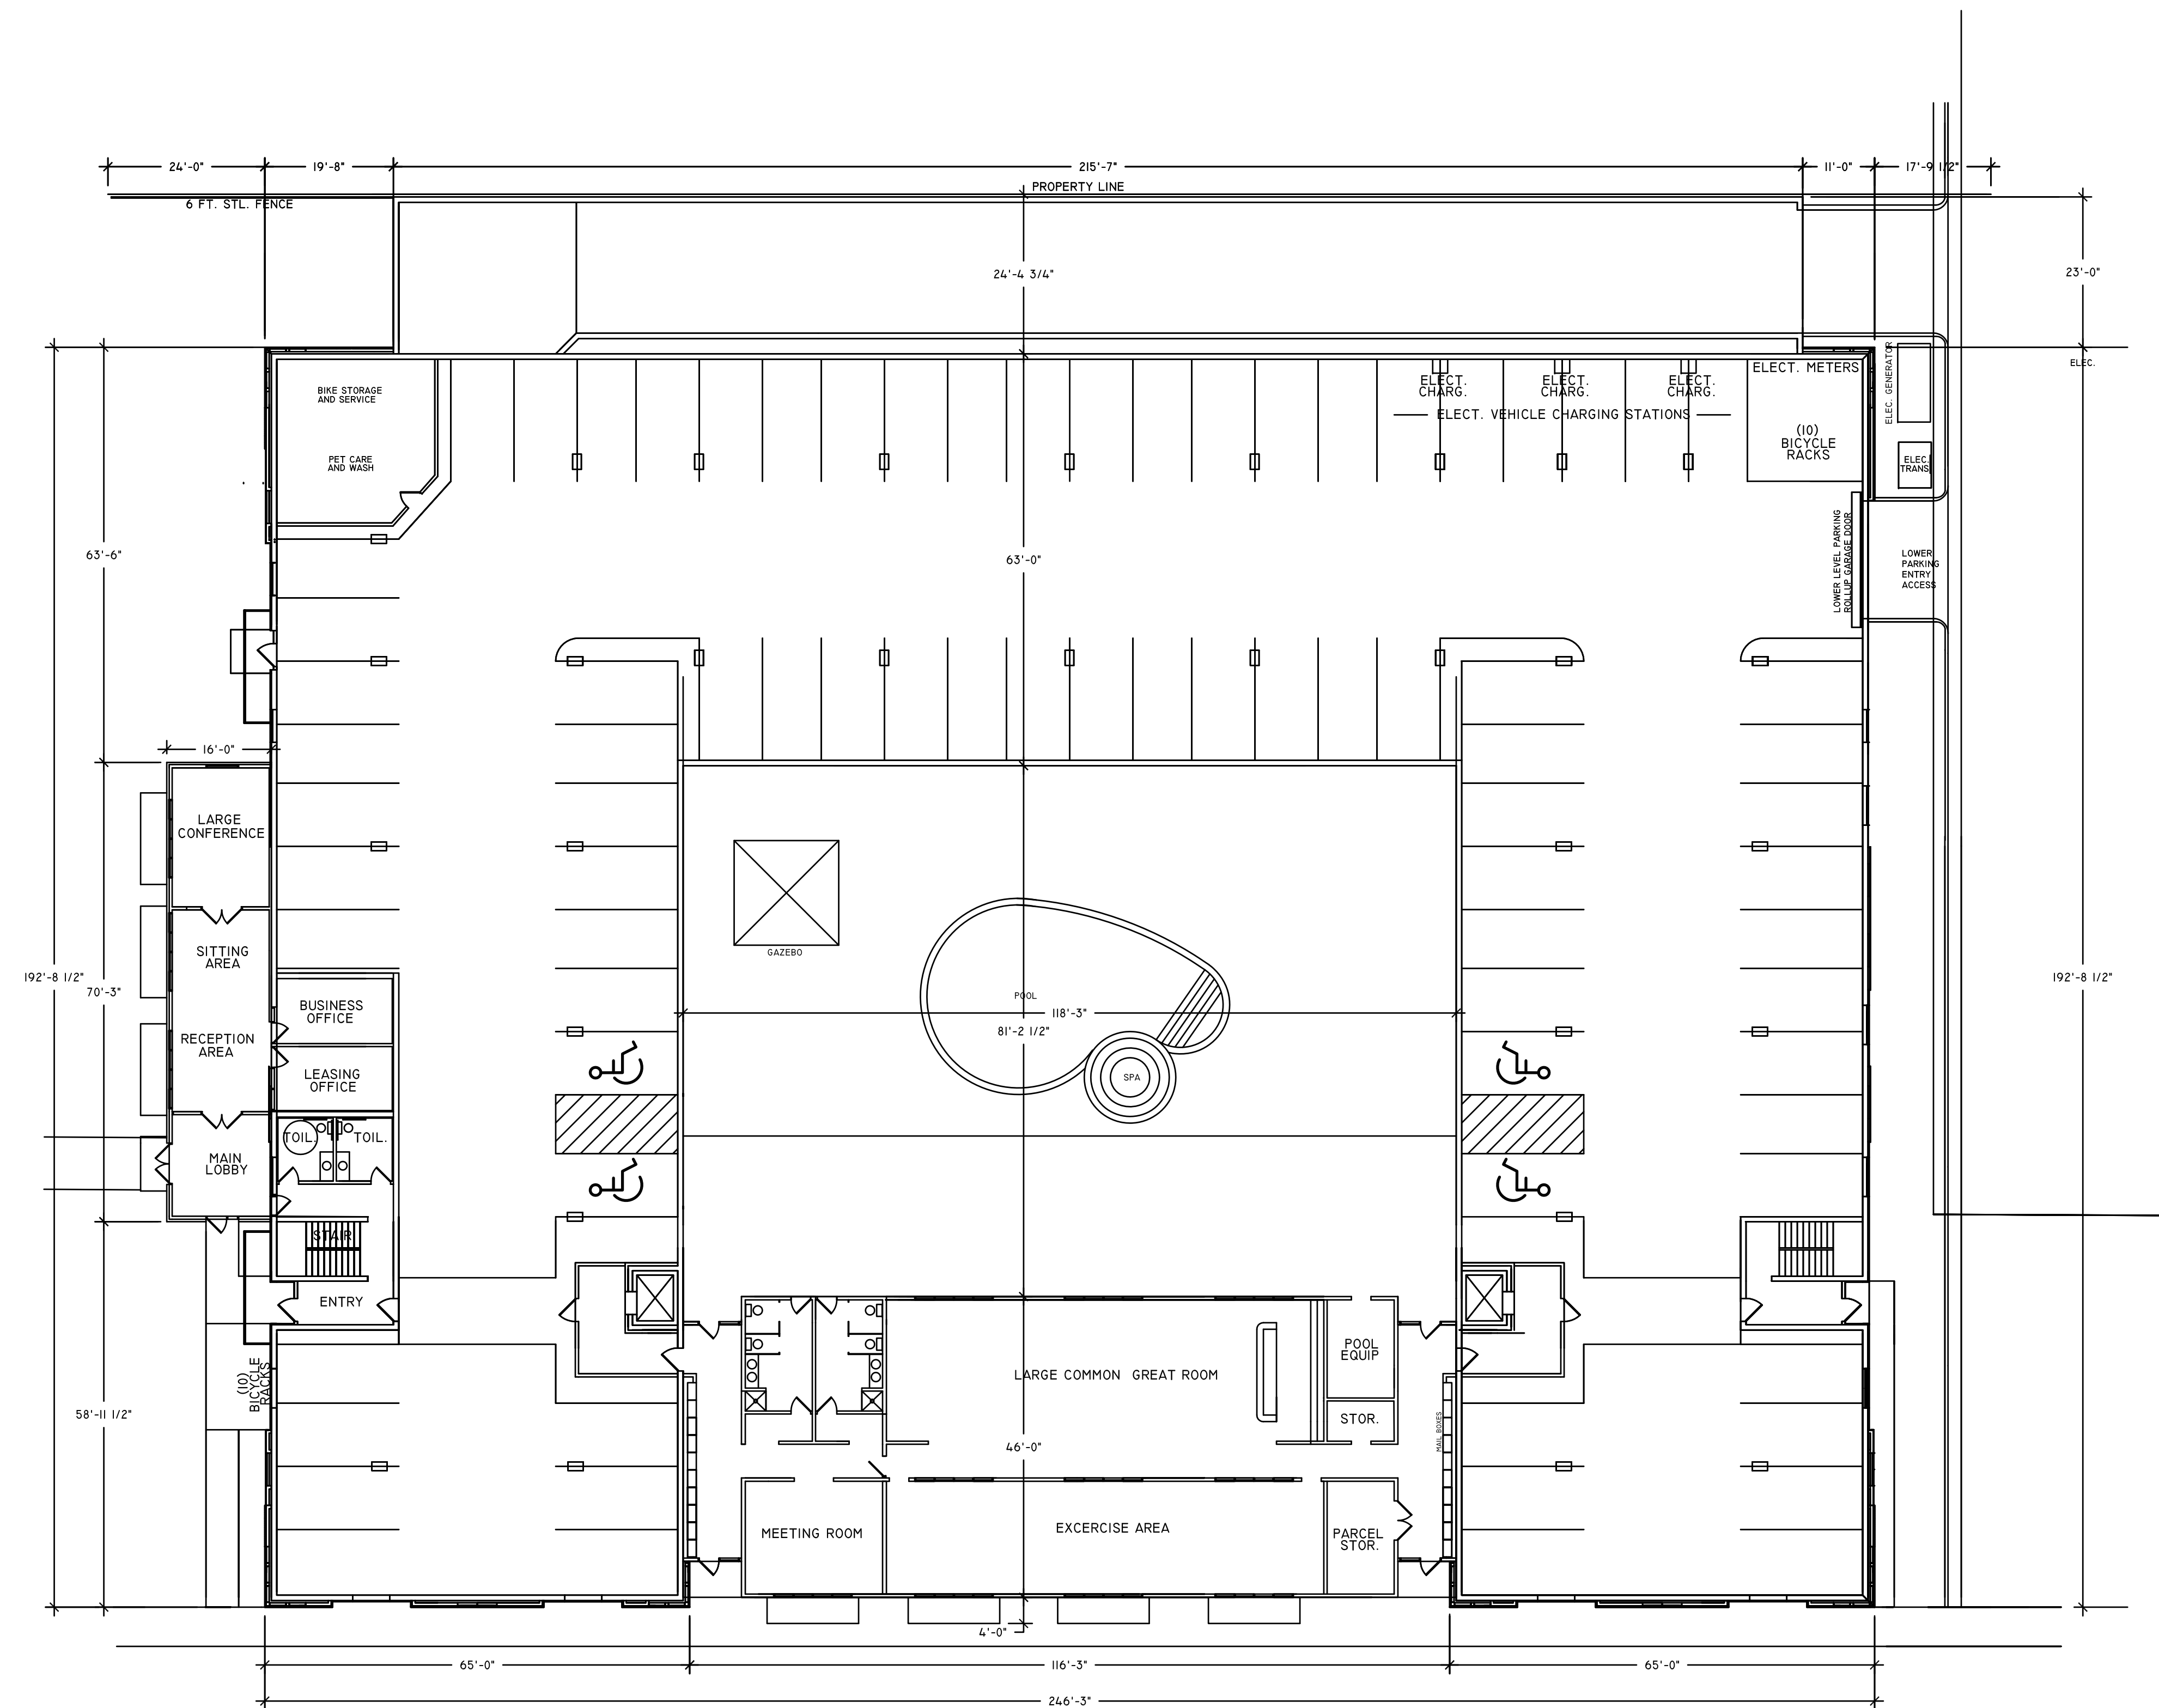 24'-0"
19'-8"
215'-7"
11'-0"
17'-9 1/2"
PROPERTY LINE
6 FT. STL. FENCE
24'-4 3/4"
23'-0"
ELECT. METERS
ELEC.
ELEC. GENERATOR
BIKE STORAGE
AND SERVICE
ELECT.
CHARG.
ELECT.
CHARG.
ELECT.
CHARG.
ELECT. VEHICLE CHARGING STATIONS
(10)
BICYCLE
RACKS
PET CARE
AND WASH
ELEC.
TRANS.
63'-6"
63'-0"
LOWER LEVEL PARKING
ROLLUP GARAGE DOOR
LOWER
PARKING
ENTRY
ACCESS
16'-0"
LARGE
CONFERENCE
SITTING
AREA
GAZEBO
192'-8 1/2"
70'-3"
192'-8 1/2"
BUSINESS
OFFICE
POOL
118'-3"
81'-2 1/2"
RECEPTION
AREA
LEASING
OFFICE
SPA
TOIL.
TOIL.
MAIN
LOBBY
STAIR
ENTRY
POOL
EQUIP
LARGE COMMON GREAT ROOM
(10)
BICYCLE
RACKS
58'-11 1/2"
STOR.
MAIL BOXES
46'-0"
MEETING ROOM
EXCERCISE AREA
PARCEL
STOR.
4'-0"
65'-0"
116'-3"
65'-0"
246'-3"